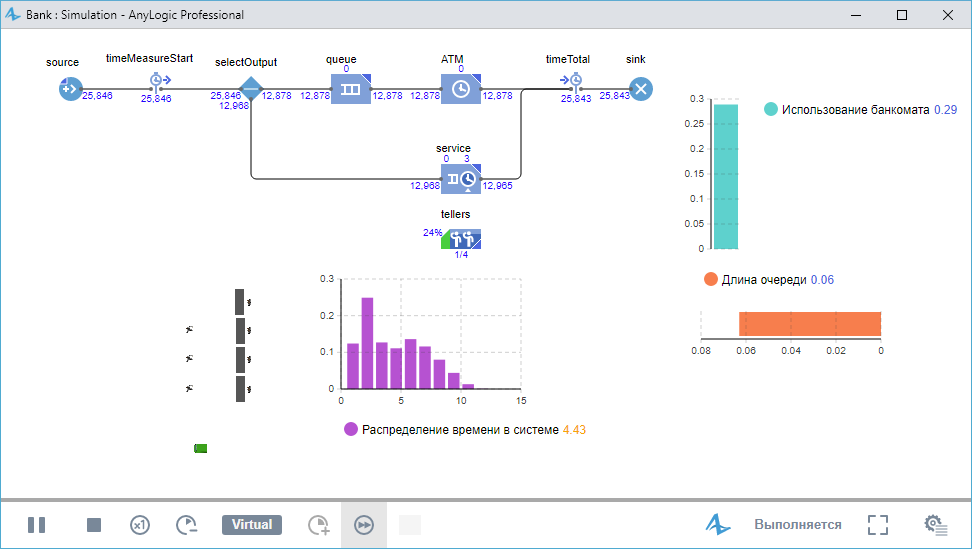 Bank : Simulation - AnyLogic Professional
source
timeMeasureStart
selectOutput
queue
ATM
timeTotal
sink
0
0
25,846
25,846
25,846
12,878
12,878
12,878
12,878
12,878
25,843
25,843
12,968
service
0 3
12,968
12,965
tellers
24%
1/4
0.3
0.25
0.2
0.15
0.1
0.05
0
Использование банкомата 0.29
Длина очереди 0.06
0.08
0.06
0.04
0.02
0
0.3
0.2
0.1
0
0
5
10
15
Распределение времени в системе 4.43
x1
Virtual
Выполняется